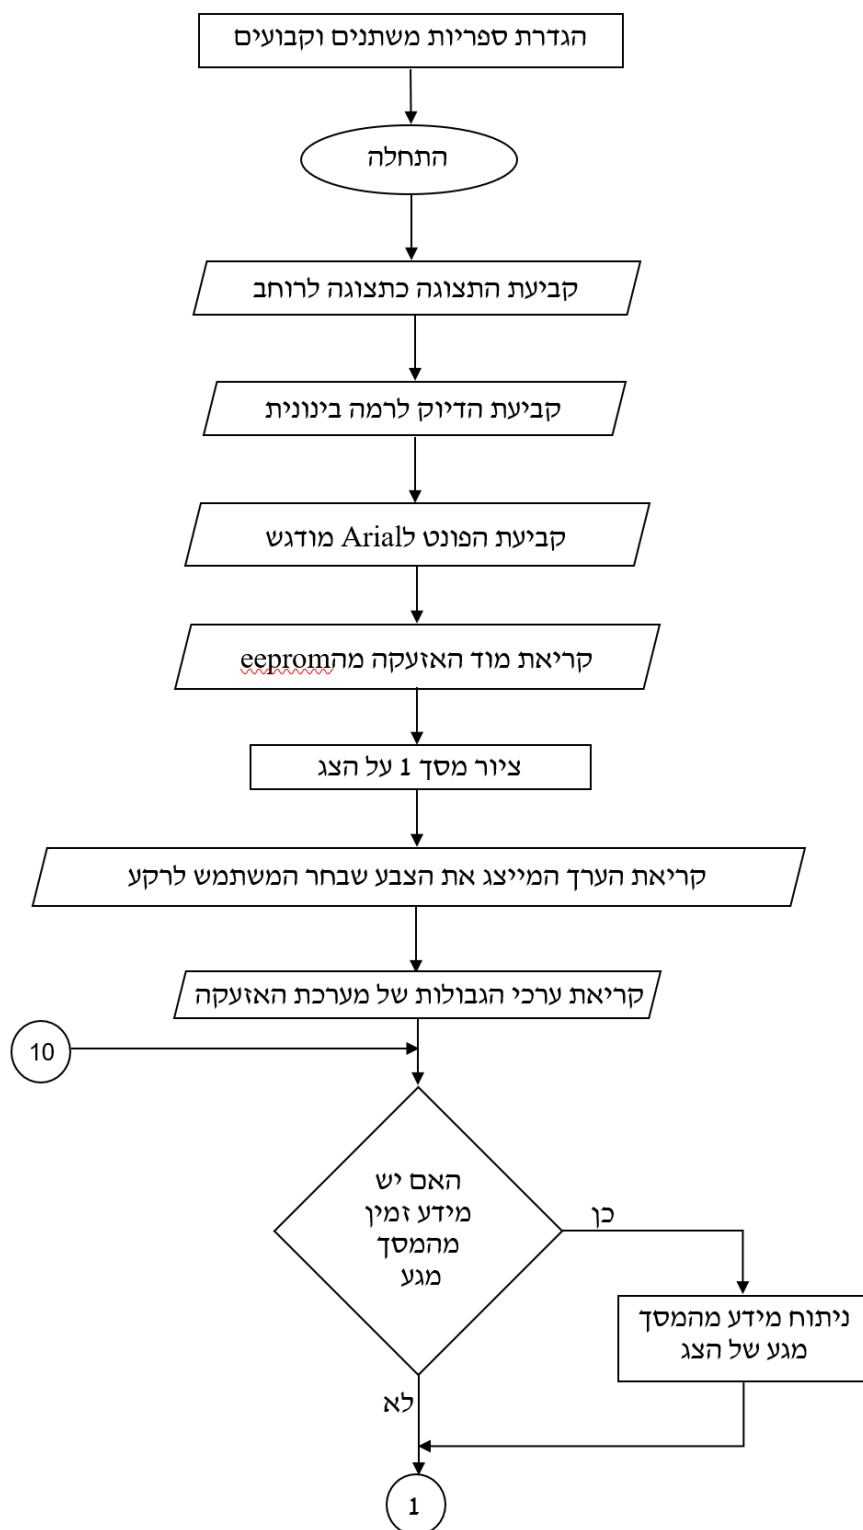 הגדרת ספריות משתנים וקבועים
התחלה
קביעת התצוגה כתצוגה לרוחב
קביעת הדיוק לרמה בינונית
קביעת הפונט לArial מודגש
קריאת מוד האזעקה מהeeprom
ציור מסך 1 על הצג
קריאת הערך המייצג את הצבע שבחר המשתמש לרקע
קריאת ערכי הגבולות של מערכת האזעקה
10
האם יש
מידע זמין
מהמסך
מגע
כן
ניתוח מידע מהמסך
מגע של הצג
לא
1